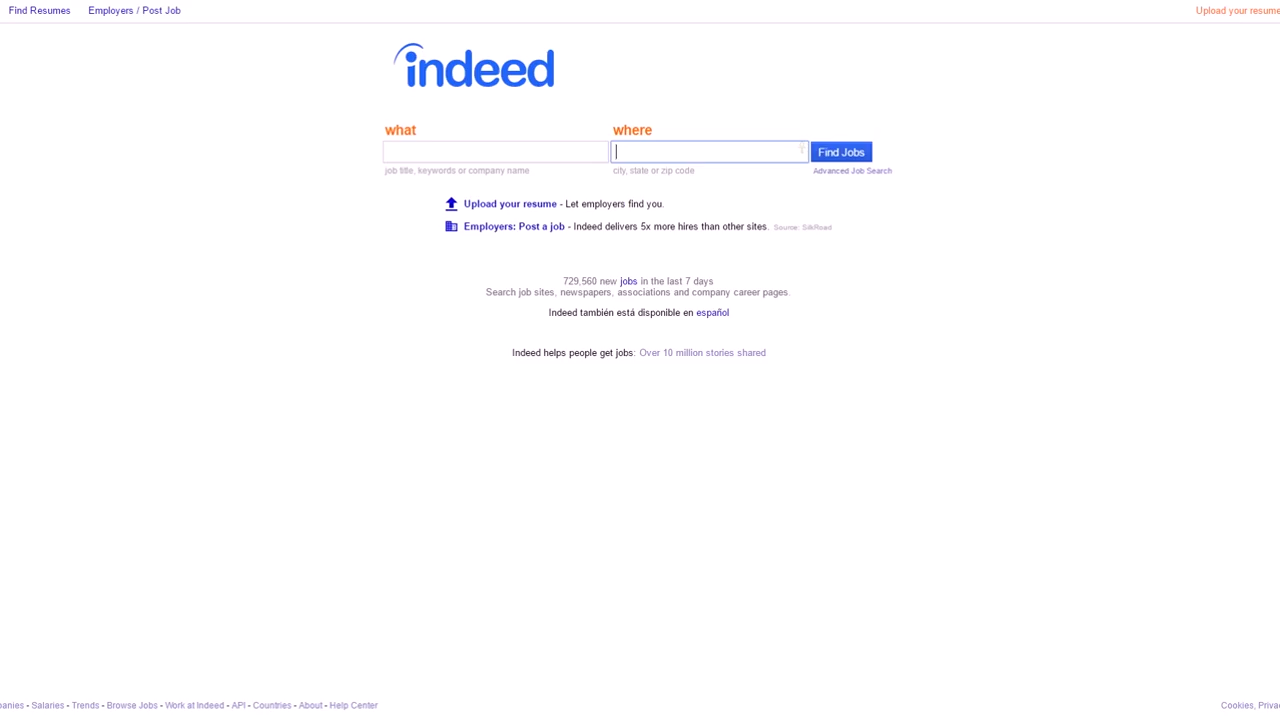 Find Resumes Employers / Post Job Upload your resume
indeed
what where
Find Jobs
job title, keywords or company name city, state or zip code Advanced Job Search
Upload your resume - Let employers find you.
Employers: Post a job - Indeed delivers 5x more hires than other sites. Source: SilkRoad
729,560 new jobs in the last 7 days
Search job sites, newspapers, associations and company career pages.
Indeed también está disponible en español
Indeed helps people get jobs: Over 10 million stories shared
panies - Salaries - Trends - Browse Jobs - Work at Indeed - API - Countries - About - Help Center Cookies, Priva